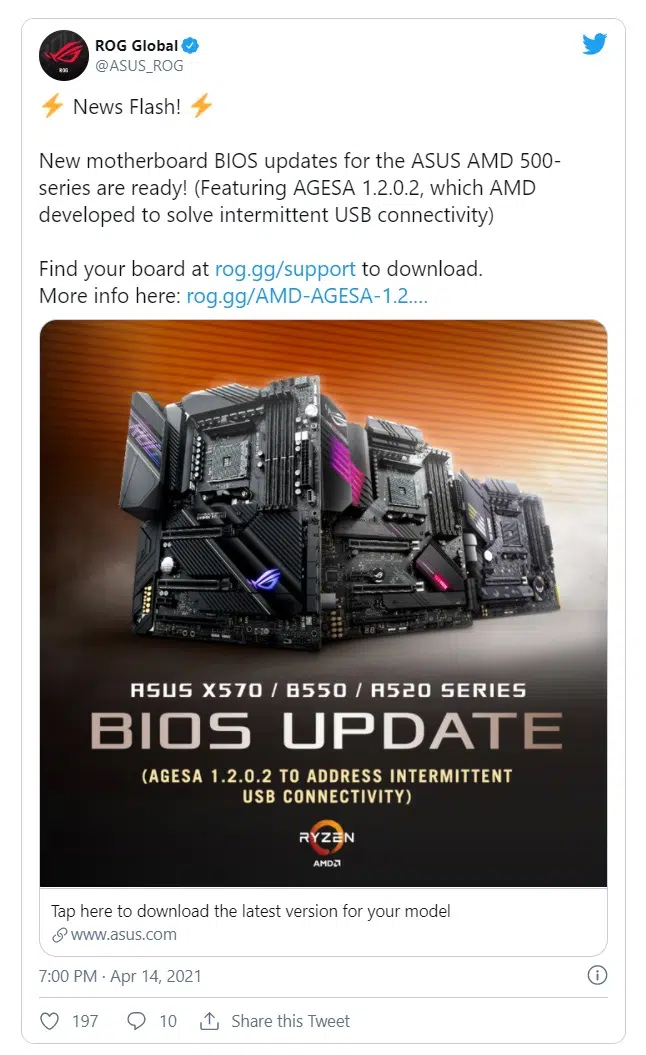 ROG Global
@ASUS_ROG
⚡ News Flash! ⚡
New motherboard BIOS updates for the ASUS AMD 500-
series are ready! (Featuring AGESA 1.2.0.2, which AMD
developed to solve intermittent USB connectivity)
Find your board at rog.gg/support to download.
More info here: rog.gg/AMD-AGESA-1.2....
ASUS X570 / B550 / A520 SERIES
BIOS UPDATE
(AGESA 1.2.0.2 TO ADDRESS INTERMITTENT
USB CONNECTIVITY)
RYZEN
AMD
Tap here to download the latest version for your model
www.asus.com
7:00 PM · Apr 14, 2021
197 10 Share this Tweet